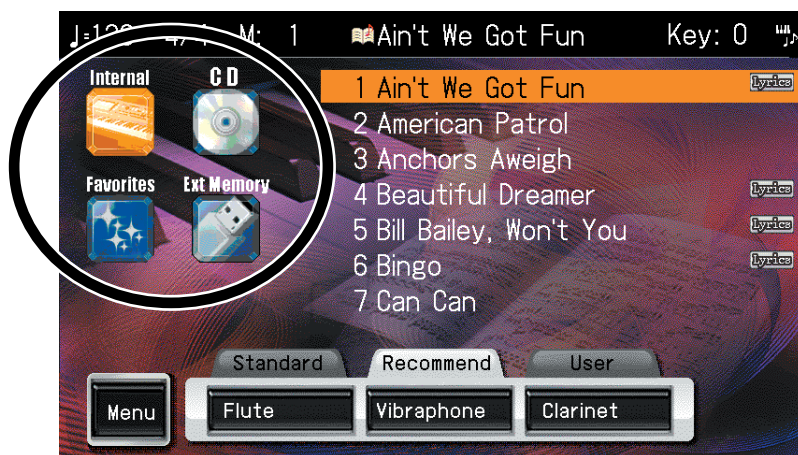 M: 1 Ain't We Got Fun Key: 0
Internal CD
Favorites Ext Memory
1 Ain't We Got Fun Lyrics
2 American Patrol
3 Anchors Aweigh
4 Beautiful Dreamer Lyrics
5 Bill Bailey, Won't You Lyrics
6 Bingo Lyrics
7 Can Can
Standard Recommend User
Menu Flute Vibraphone Clarinet